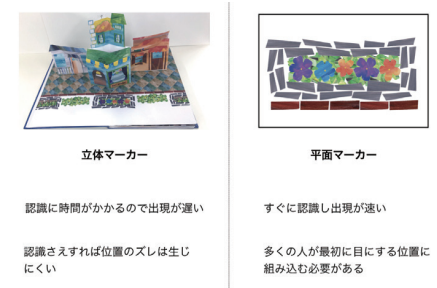 立体マーカー
認識に時間がかかるので出現が遅い
認識さえすれば位置のズレは生じ
にくい
平面マーカー
すぐに認識し出現が速い
多くの人が最初に目にする位置に
組み込む必要がある